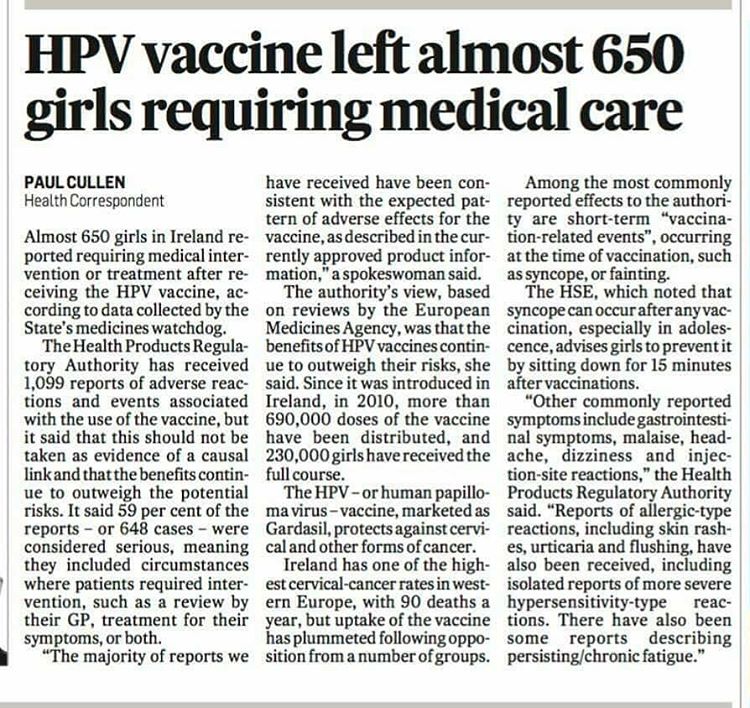 HPV vaccine left almost 650
girls requiring medical care
PAUL CULLEN
Health Correspondent
Almost 650 girls in Ireland re-
ported requiring medical inter-
vention or treatment after re-
ceiving the HPV vaccine, ac-
cording to data collected by the
State's medicines watchdog.
The Health Products Regula-
tory Authority has received
1,099 reports of adverse reac-
tions and events associated
with the use of the vaccine, but
it said that this should not be
taken as evidence of a causal
link and that the benefits contin-
ue to outweigh the potential
risks. It said 59 per cent of the
reports – or 648 cases – were
considered serious, meaning
they included circumstances
where patients required inter-
vention, such as a review by
their GP, treatment for their
symptoms, or both.
"The majority of reports we
have received have been con-
sistent with the expected pat-
tern of adverse effects for the
vaccine, as described in the cur-
rently approved product infor-
mation," a spokeswoman said.
The authority's view, based
on reviews by the European
Medicines Agency, was that the
benefits of HPV vaccines contin-
ue to outweigh their risks, she
said. Since it was introduced in
Ireland, in 2010, more than
690,000 doses of the vaccine
have been distributed, and
230,000 girls have received the
full course.
The HPV – or human papillo-
ma virus – vaccine, marketed as
Gardasil, protects against cervi-
cal and other forms of cancer.
Ireland has one of the high-
est cervical-cancer rates in west-
ern Europe, with 90 deaths a
year, but uptake of the vaccine
has plummeted following oppo-
sition from a number of groups.
Among the most commonly
reported effects to the authori-
ty are short-term "vaccina-
tion-related events", occurring
at the time of vaccination, such
as syncope, or fainting.
The HSE, which noted that
syncope can occur after any vac-
cination, especially in adoles-
cence, advises girls to prevent it
by sitting down for 15 minutes
after vaccinations.
"Other commonly reported
symptoms include gastrointesti-
nal symptoms, malaise, head-
ache, dizziness and injec-
tion-site reactions," the Health
Products Regulatory Authority
said. "Reports of allergic-type
reactions, including skin rash-
es, urticaria and flushing, have
also been received, including
isolated reports of more severe
hypersensitivity-type reac-
tions. There have also been
some reports describing
persisting/chronic fatigue."